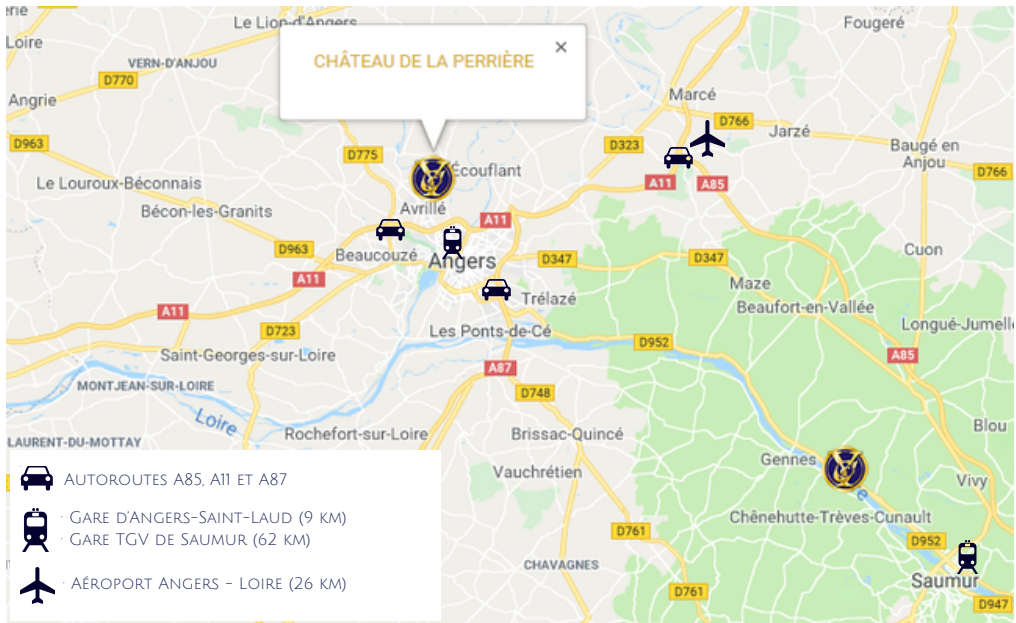 Le Lion-d'Angers
Fougeré
Loire
VERN-D'ANJOU
CHÂTEAU DE LA PERRIÈRE
×
D770
Angrie
Marcé
D766
Jarzé
D963
D775
D323
Baugé en
Anjou
Écouflant
D766
Le Louroux-Béconnais
A11
A85
Bécon-les-Granits
Avrillé
A11
D963
Beaucouzé
Angers
D347
D347
Cuon
A11
Maze
Trélazé
Beaufort-en-Vallée
A11
D723
Les Ponts-de-Cé
D952
Longué-Jumelle
Saint-Georges-sur-Loire
A85
A87
MONTJEAN-SUR-LOIRE
D748
Loire
Rochefort-sur-Loire
Brissac-Quincé
Blou
LAURENT-DU-MOTTAY
Gennes
Vauchrétien
Vivy
Chênehutte-Trèves-Cunault
D761
D952
CHAVAGNES
Saumur
D761
D947
AUTOROUTES A85, A11 ET A87
· GARE D'ANGERS-SAINT-LAUD (9 KM)
· GARE TGV DE SAUMUR (62 KM)
· AÉROPORT ANGERS - LOIRE (26 KM)